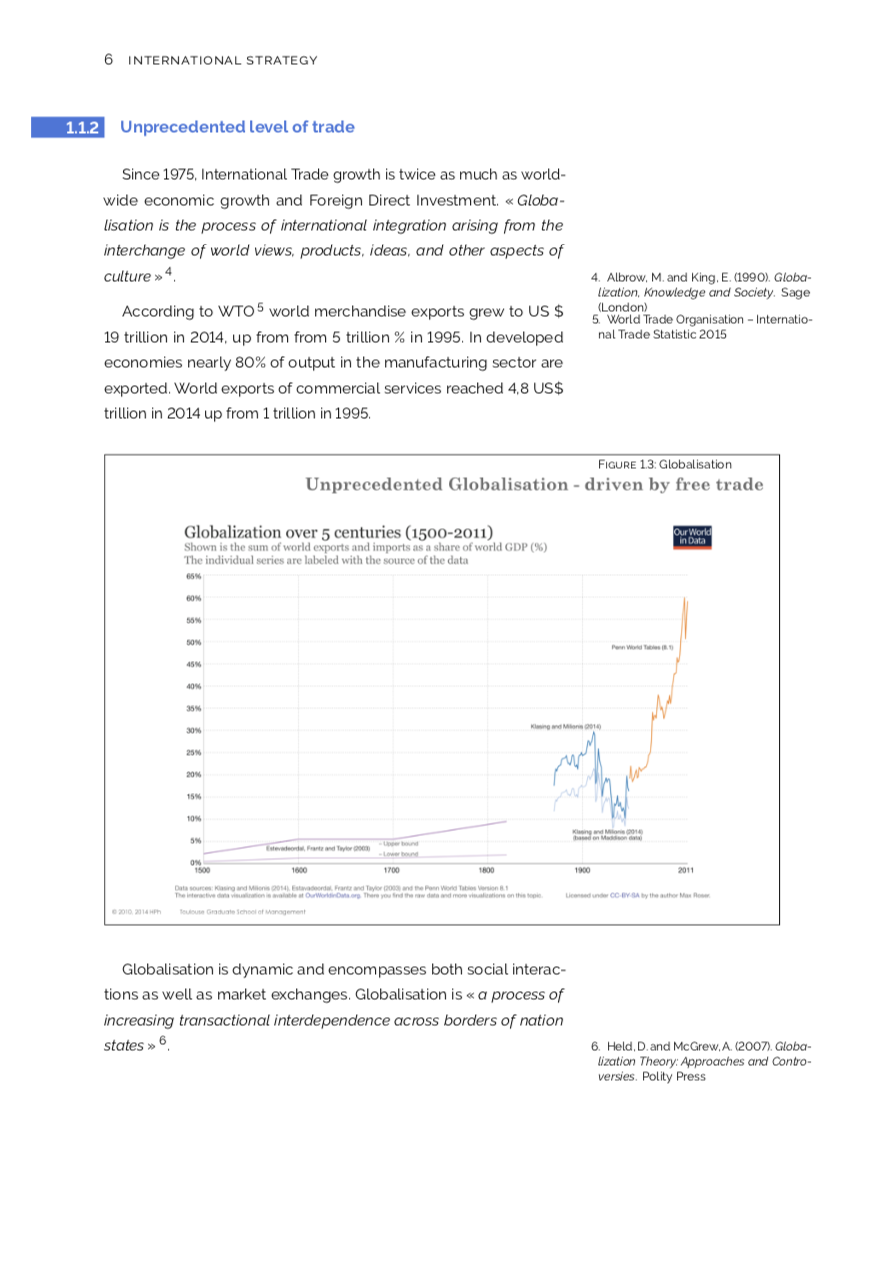 6 INTERNATIONAL STRATEGY
1.1.2 Unprecedented level of trade
Since 1975, International Trade growth is twice as much as world-
wide economic growth and Foreign Direct Investment. « Globa-
lisation is the process of international integration arising from the
interchange of world views, products, ideas, and other aspects of
culture » 4.
4. Albrow, M. and King, E. (1990). Globa-
lization, Knowledge and Society. Sage
(London)
5. World Trade Organisation – Internatio-
nal Trade Statistic 2015
According to WTO 5 world merchandise exports grew to US $
19 trillion in 2014, up from from 5 trillion % in 1995. In developed
economies nearly 80% of output in the manufacturing sector are
exported. World exports of commercial services reached 4,8 US$
trillion in 2014 up from 1 trillion in 1995.
FIGURE 1.3: Globalisation
Unprecedented Globalisation - driven by free trade
Globalization over 5 centuries (1500-2011)
Shown is the sum of world exports and imports as a share of world GDP (%)
The individual series are labeled with the source of the data
Our World
in Data
65%
60%
55%
50%
45%
40%
35%
30%
25%
20%
15%
10%
5%
0%
Penn World Tables (8.1)
Klasing and Milionis (2014)
Klasing and Milionis (2014)
(based on Maddison data)
Estevadeordal, Frantz and Taylor (2003)
- Upper bound
- Lower bound
1500 1600 1700 1800 1900 2011
Data sources: Klasing and Milionis (2014), Estavadeordal, Frantz and Taylor (2003) and the Penn World Tables Version 8.1
The interactive data visualization is available at OurWorldinData.org. There you find the raw data and more visualizations on this topic.
Licensed under CC-BY-SA by the author Max Roser.
© 2010, 2014 HPh Toulouse Graduate School of Management
Globalisation is dynamic and encompasses both social interac-
tions as well as market exchanges. Globalisation is « a process of
increasing transactional interdependence across borders of nation
states » 6.
6. Held, D. and McGrew, A. (2007). Globa-
lization Theory: Approaches and Contro-
versies. Polity Press